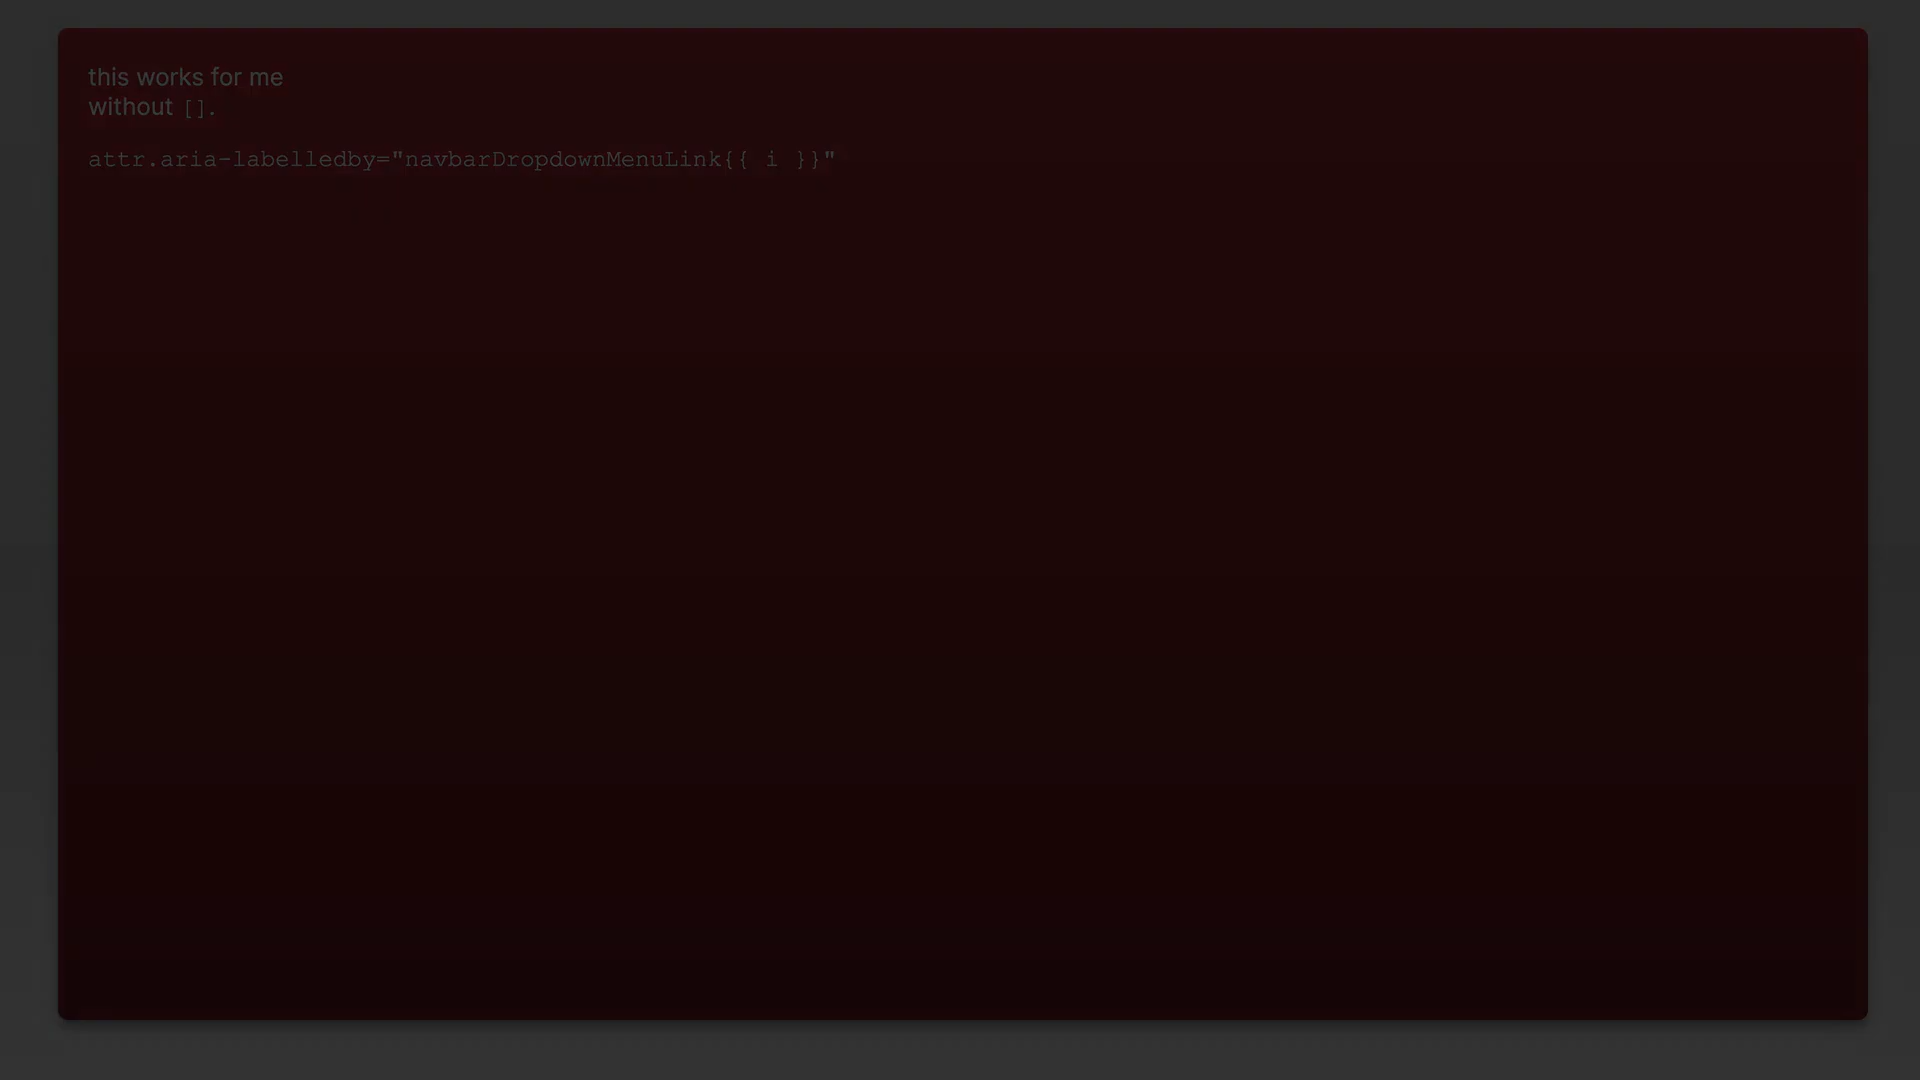 this works for me
without [].
attr.aria-labelledby="navbarDropdownMenuLink{{ i }}"